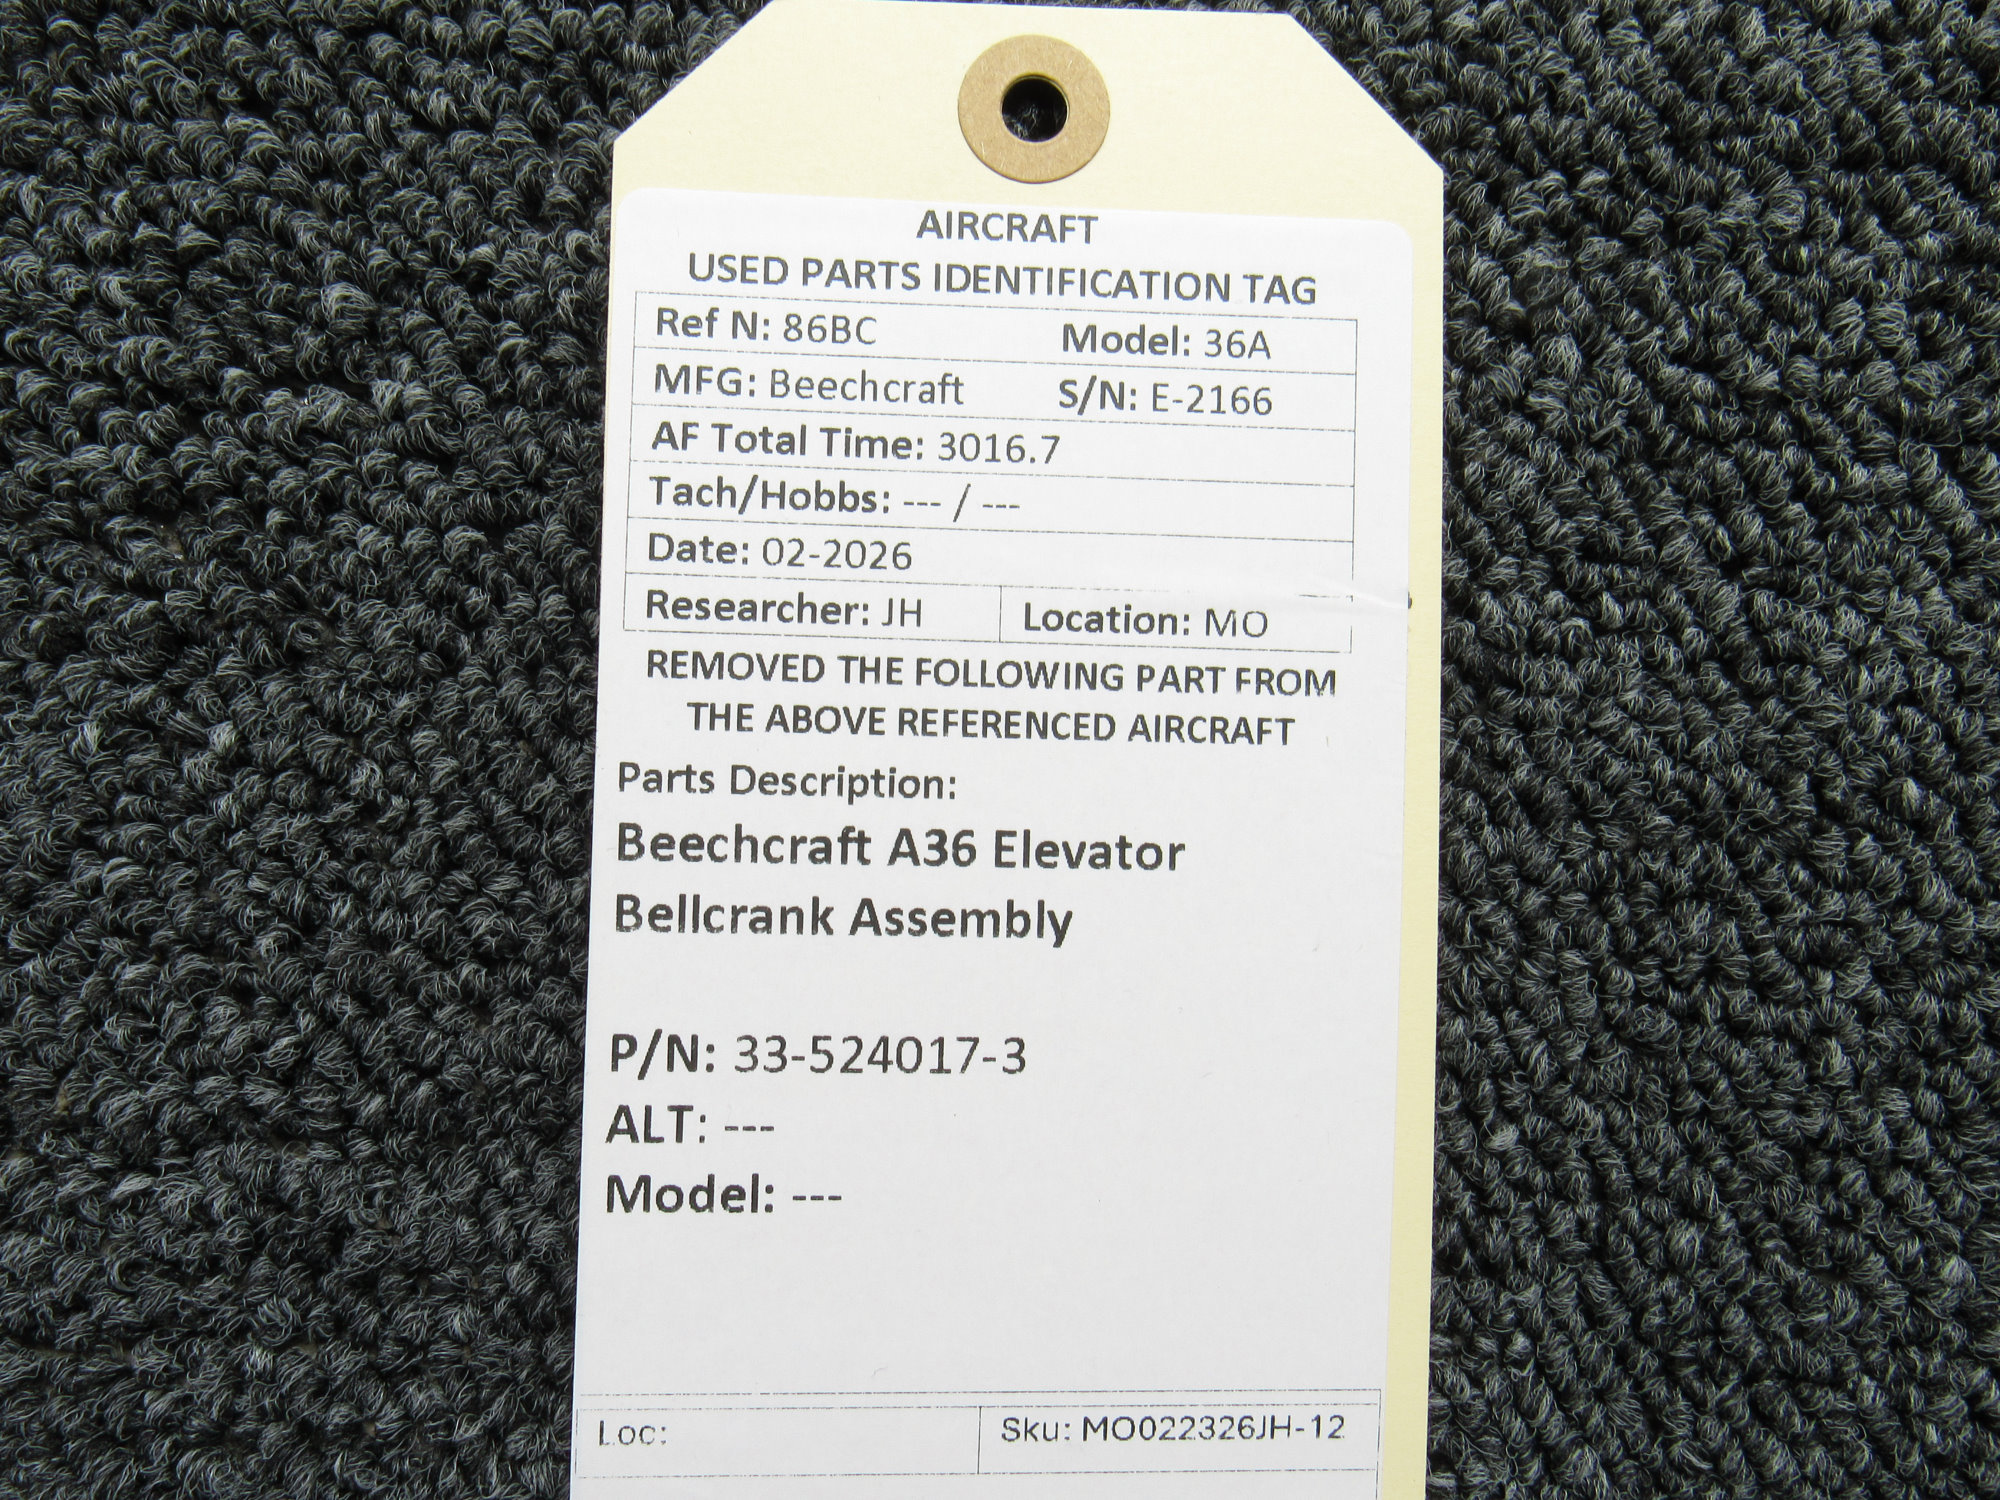 AIRCRAFT
USED PARTS IDENTIFICATION TAG
Ref N: 86BC Model: 36A
MFG: Beechcraft S/N: E-2166
AF Total Time: 3016.7
Tach/Hobbs: --- / ---
Date: 02-2026
Researcher: JH Location: MO
REMOVED THE FOLLOWING PART FROM
THE ABOVE REFERENCED AIRCRAFT
Parts Description:
Beechcraft A36 Elevator
Bellcrank Assembly
P/N: 33-524017-3
ALT: ---
Model: ---
Loc: Sku: MO022326JH-12